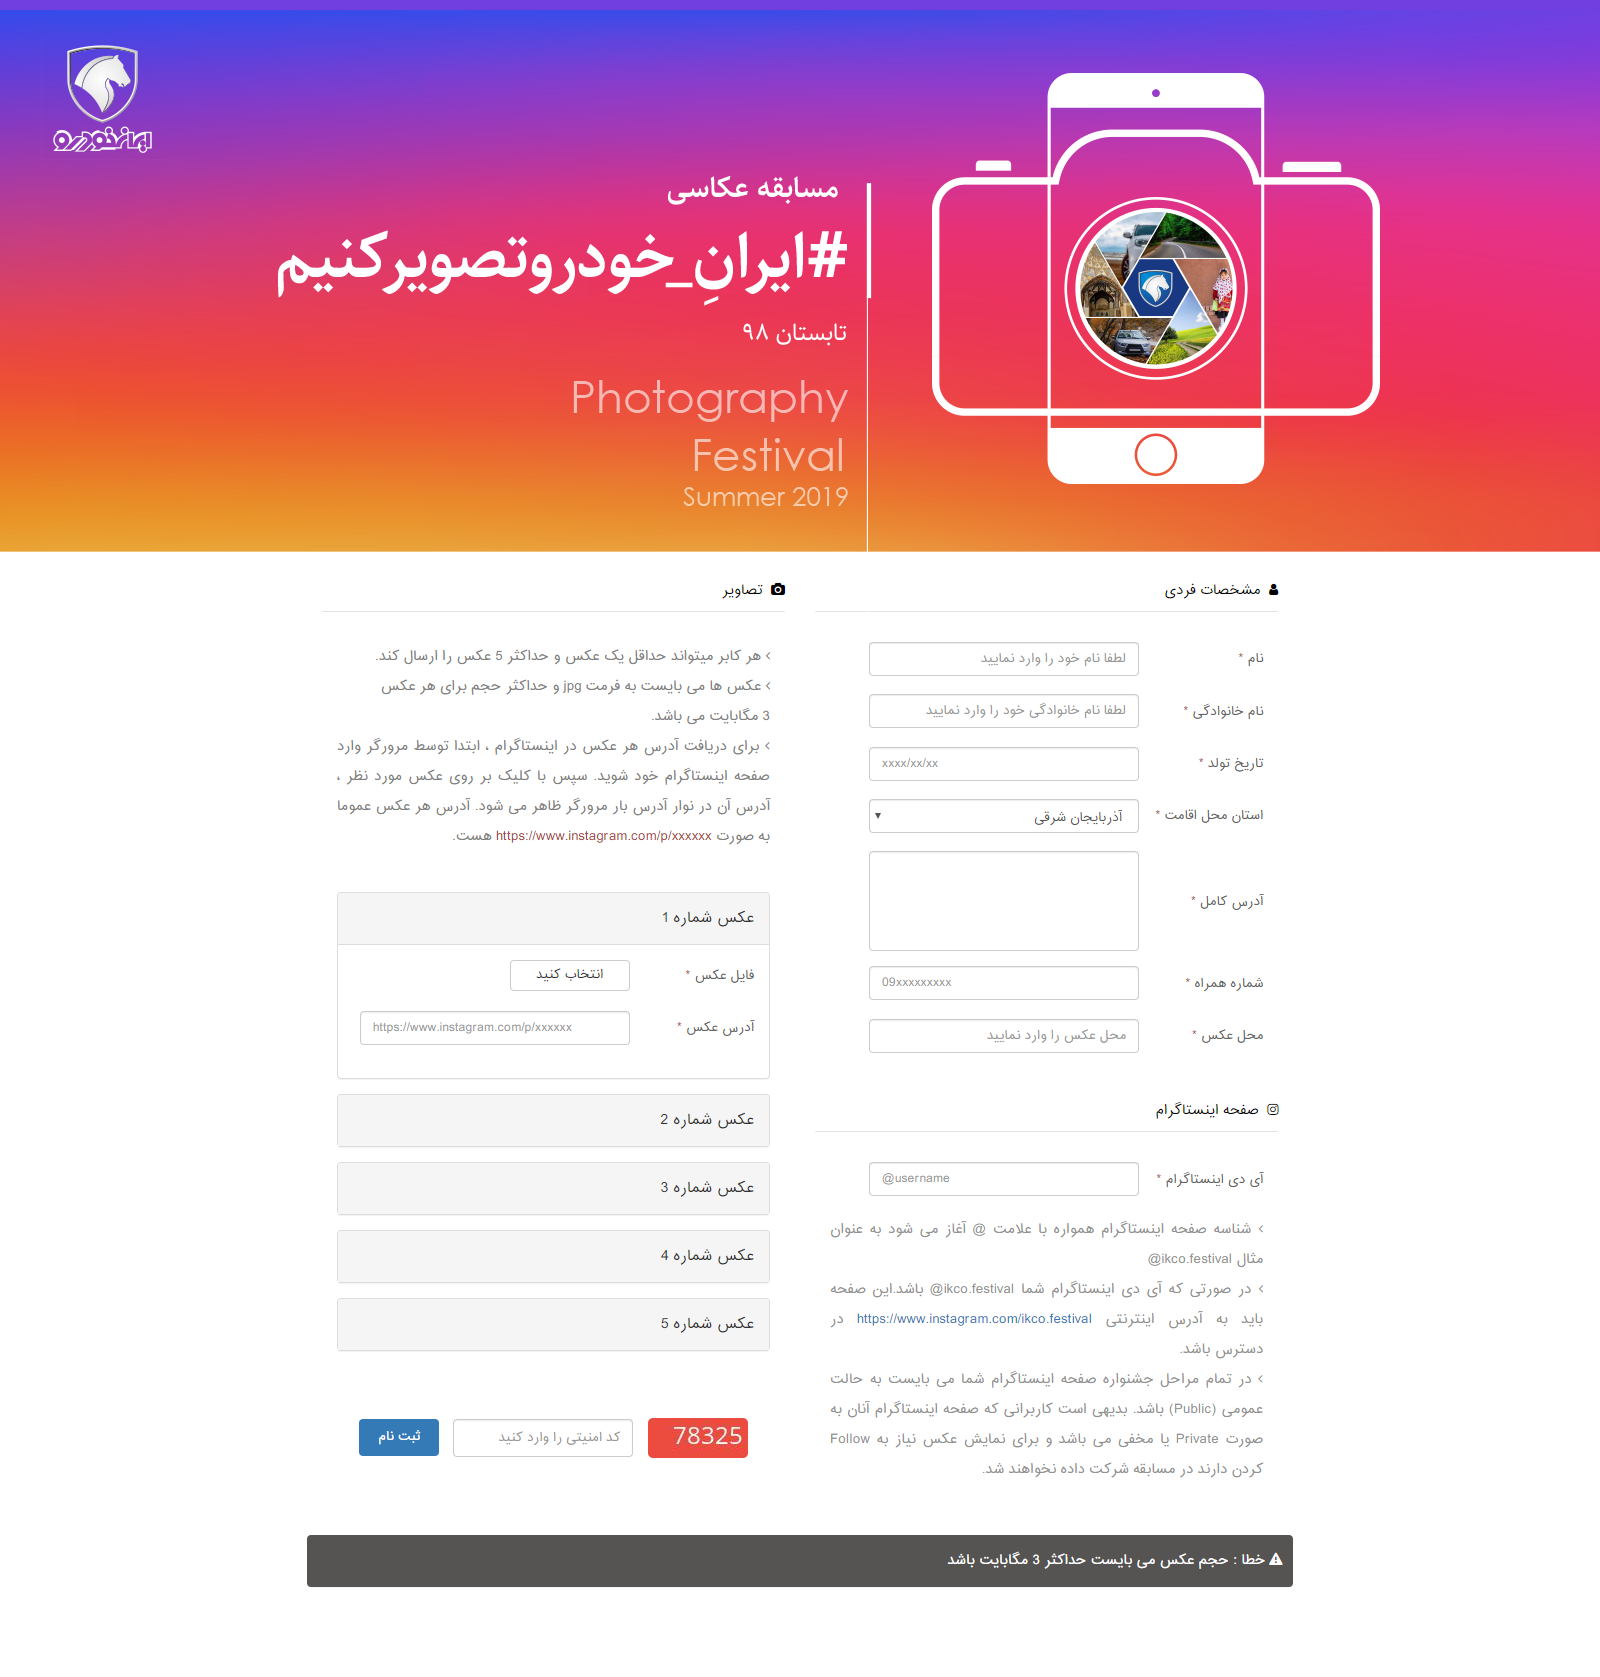 ایران خودرو
مسابقه عکاسی
#ایرانِ_خودروتصویرکنیم
تابستان ۹۸
Photography
Festival
Summer 2019
مشخصات فردی
نام *
لطفا نام خود را وارد نمایید
نام خانوادگی *
لطفا نام خانوادگی خود را وارد نمایید
تاریخ تولد *
xxxx/xx/xx
استان محل اقامت *
آذربایجان شرقی
آدرس کامل *
شماره همراه *
09xxxxxxxxx
محل عکس *
محل عکس را وارد نمایید
صفحه اینستاگرام
آی دی اینستاگرام *
@username
› شناسه صفحه اینستاگرام همواره با علامت @ آغاز می شود به عنوان
مثال ikco.festival@
› در صورتی که آی دی اینستاگرام شما ikco.festival@ باشد.این صفحه
باید به آدرس اینترنتی https://www.instagram.com/ikco.festival در
دسترس باشد.
› در تمام مراحل جشنواره صفحه اینستاگرام شما می بایست به حالت
عمومی (Public) باشد. بدیهی است کاربرانی که صفحه اینستاگرام آنان به
صورت Private یا مخفی می باشد و برای نمایش عکس نیاز به Follow
کردن دارند در مسابقه شرکت داده نخواهند شد.
تصاویر
› هر کابر میتواند حداقل یک عکس و حداکثر 5 عکس را ارسال کند.
› عکس ها می بایست به فرمت jpg و حداکثر حجم برای هر عکس
3 مگابایت می باشد.
› برای دریافت آدرس هر عکس در اینستاگرام ، ابتدا توسط مرورگر وارد
صفحه اینستاگرام خود شوید. سپس با کلیک بر روی عکس مورد نظر ،
آدرس آن در نوار آدرس بار مرورگر ظاهر می شود. آدرس هر عکس عموما
به صورت https://www.instagram.com/p/xxxxxx هست.
عکس شماره 1
فایل عکس *
انتخاب کنید
آدرس عکس *
https://www.instagram.com/p/xxxxxx
عکس شماره 2
عکس شماره 3
عکس شماره 4
عکس شماره 5
78325
کد امنیتی را وارد کنید
ثبت نام
خطا : حجم عکس می بایست حداکثر 3 مگابایت باشد